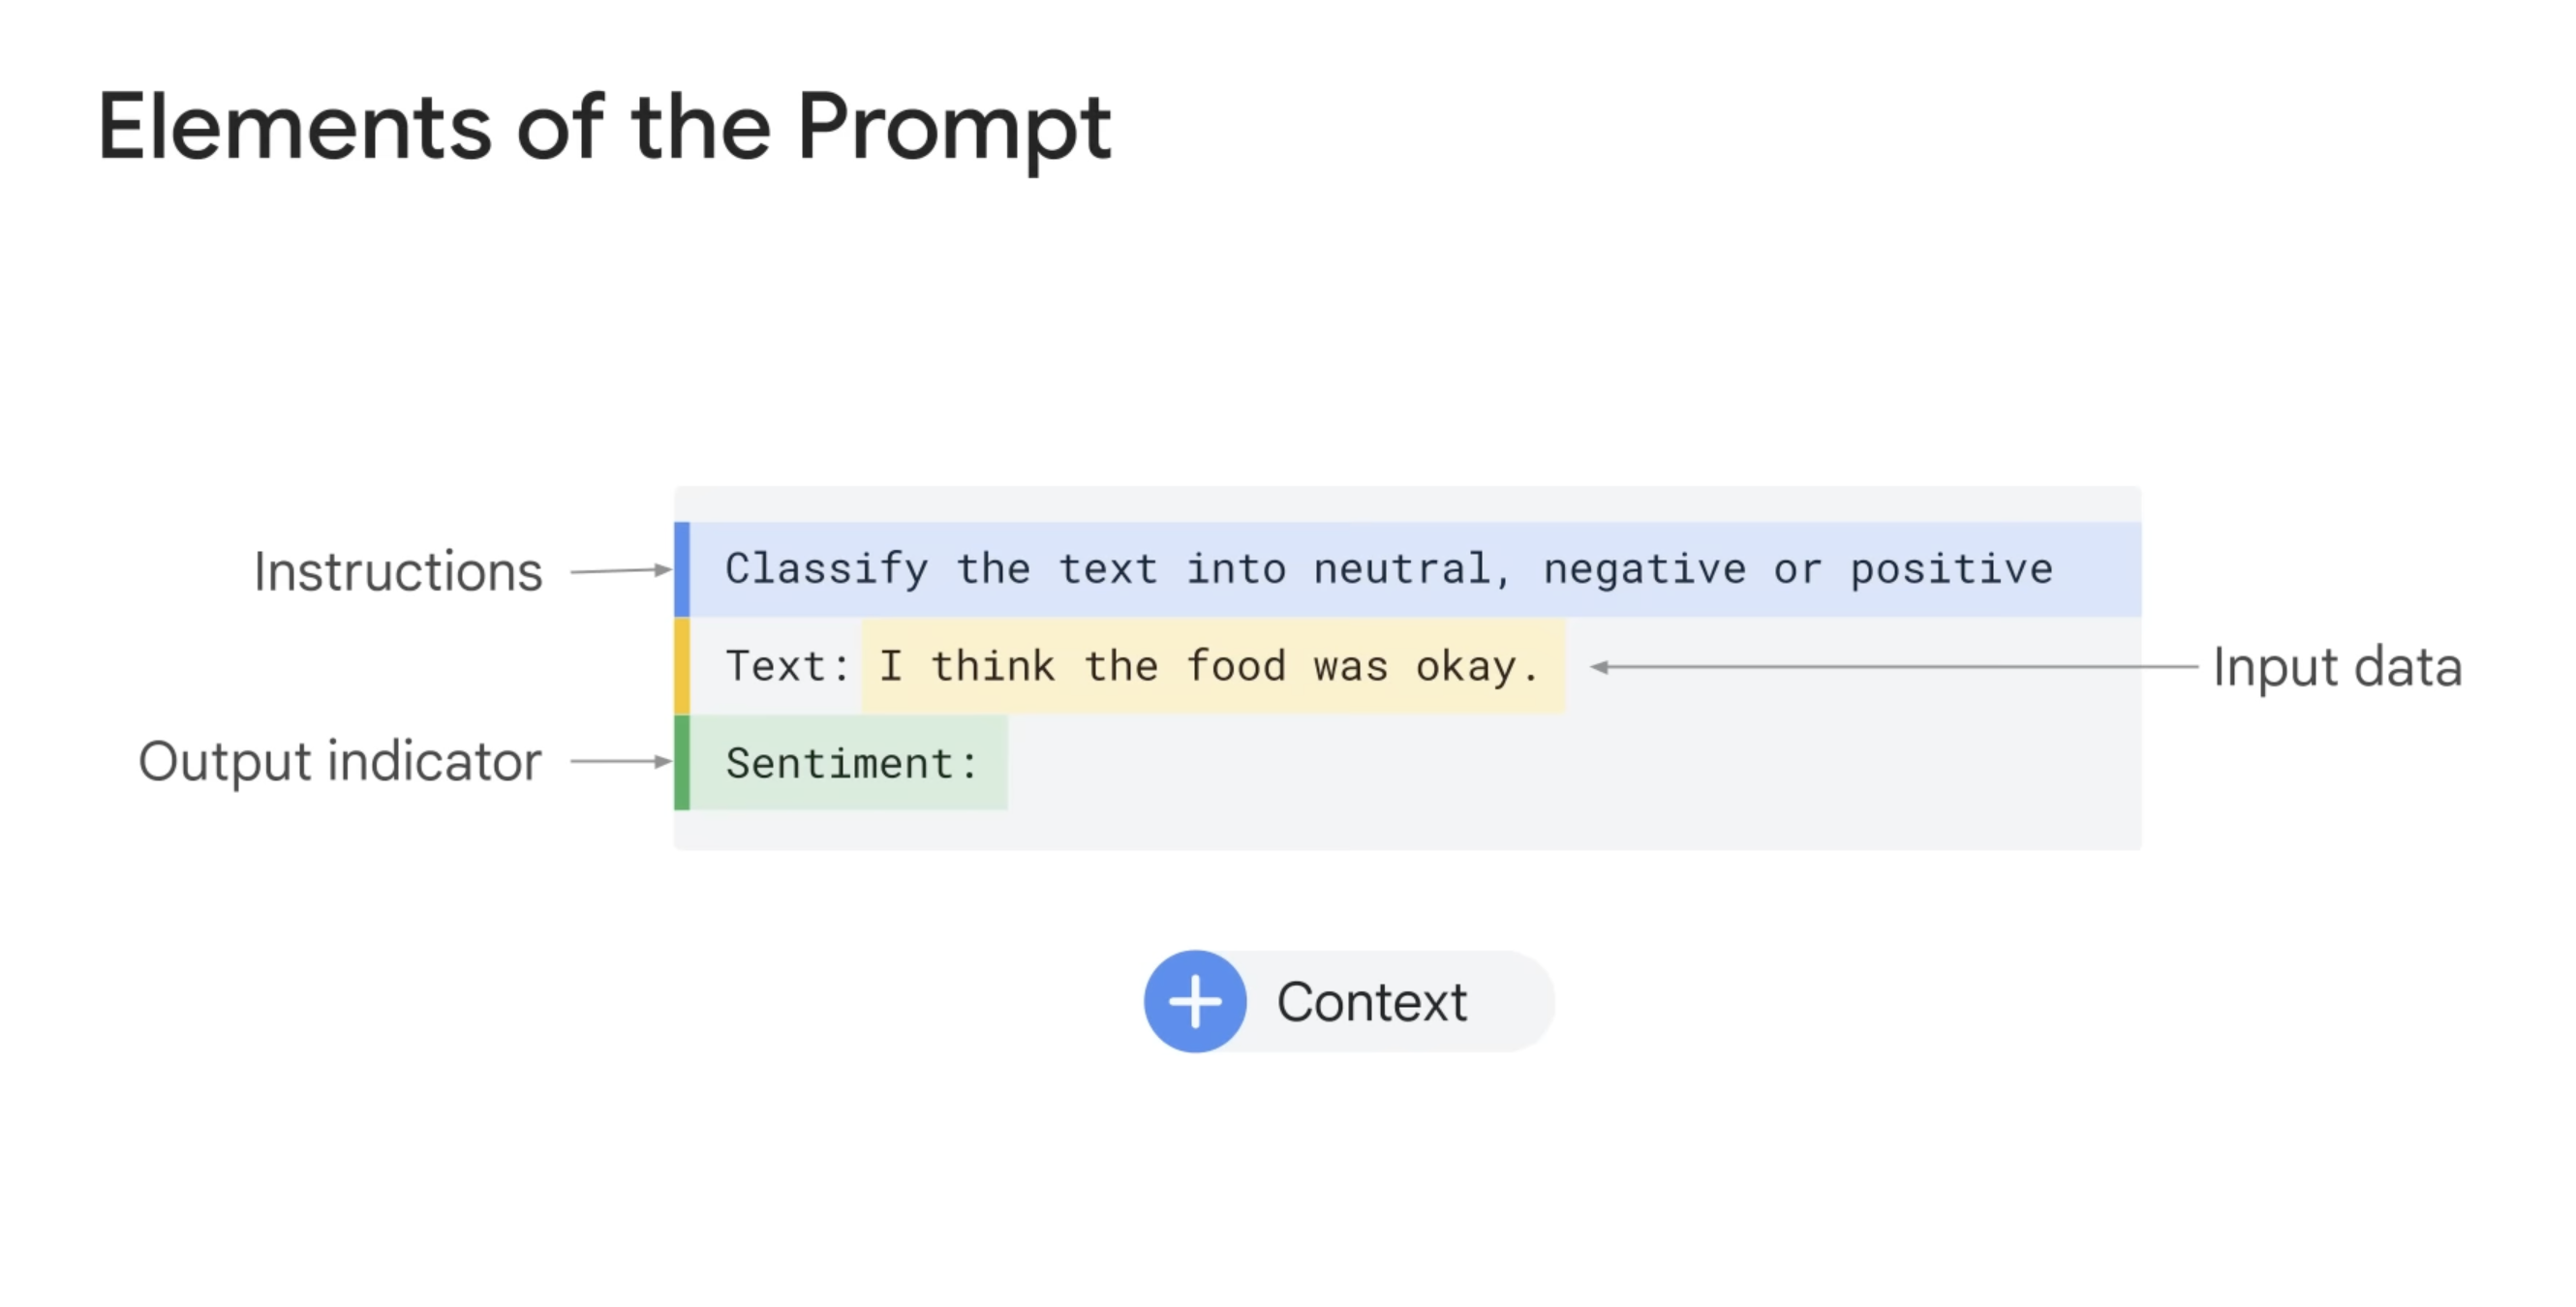 Elements of the Prompt
Instructions
Classify the text into neutral, negative or positive
Text: I think the food was okay.
Input data
Output indicator
Sentiment:
Context